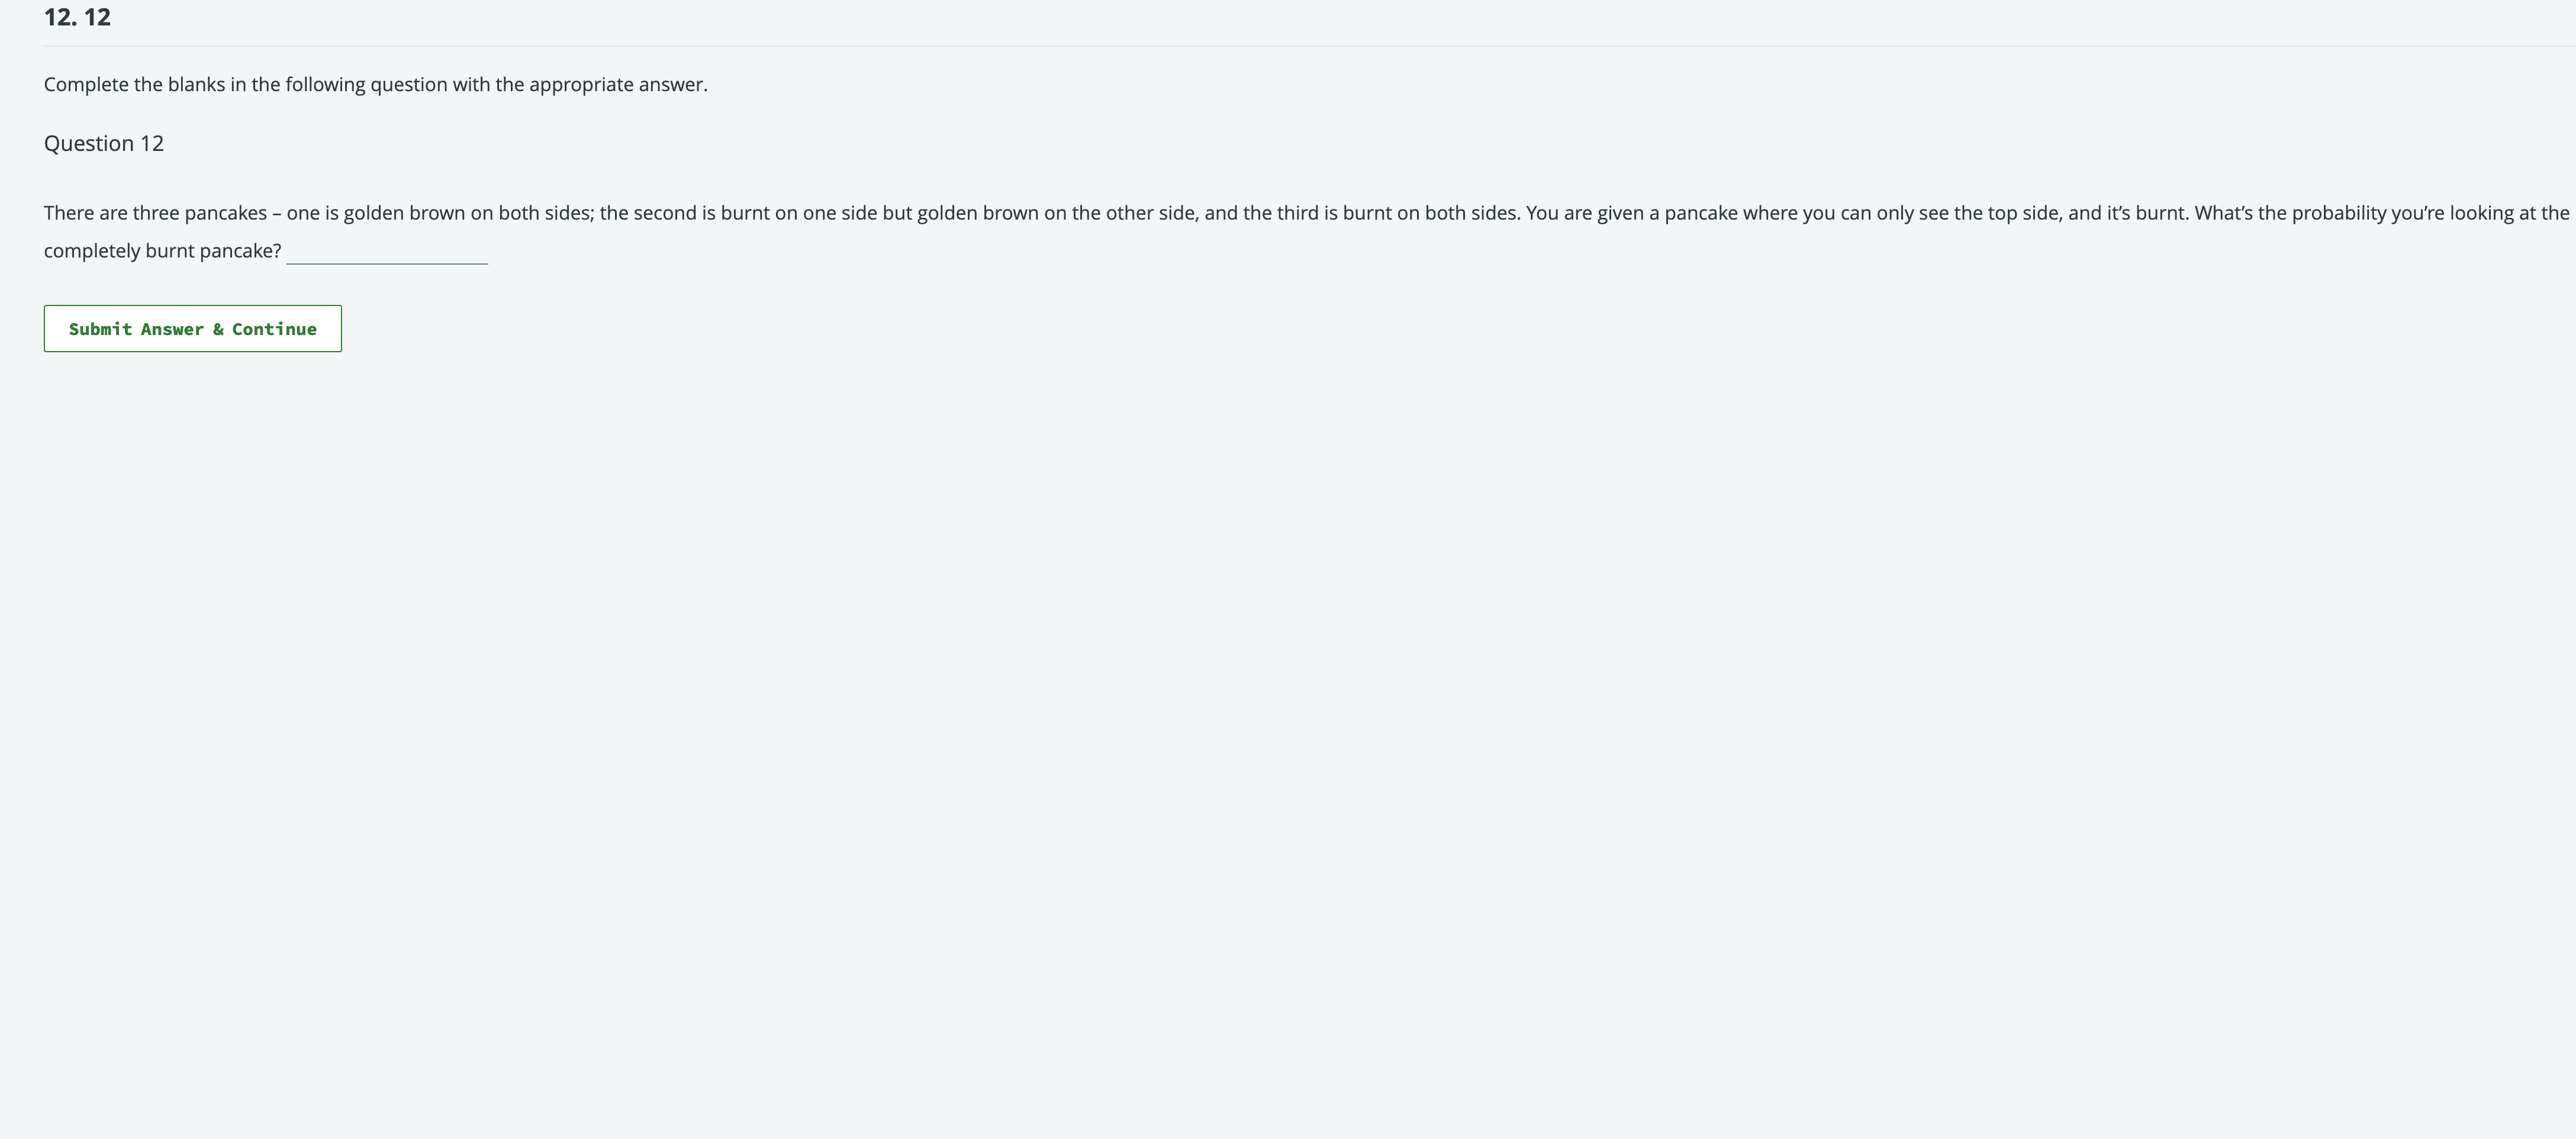 12. 12
Complete the blanks in the following question with the appropriate answer.
Question 12
There are three pancakes – one is golden brown on both sides; the second is burnt on one side but golden brown on the other side, and the third is burnt on both sides. You are given a pancake where you can only see the top side, and it’s burnt. What’s the probability you’re looking at the
completely burnt pancake?
Submit Answer & Continue